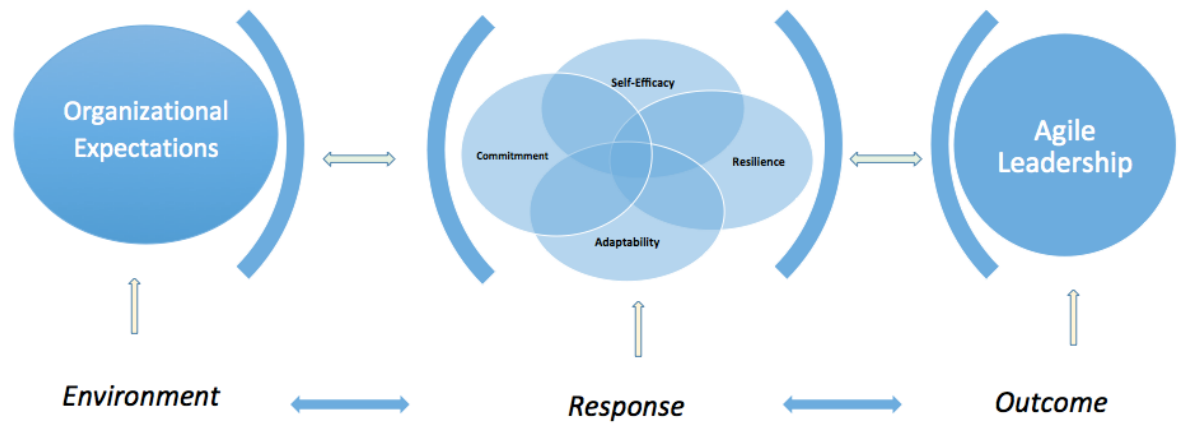 Organizational
Expectations
Self-Efficacy
Commitmment
Resilience
Adaptability
Agile
Leadership
Environment
Response
Outcome